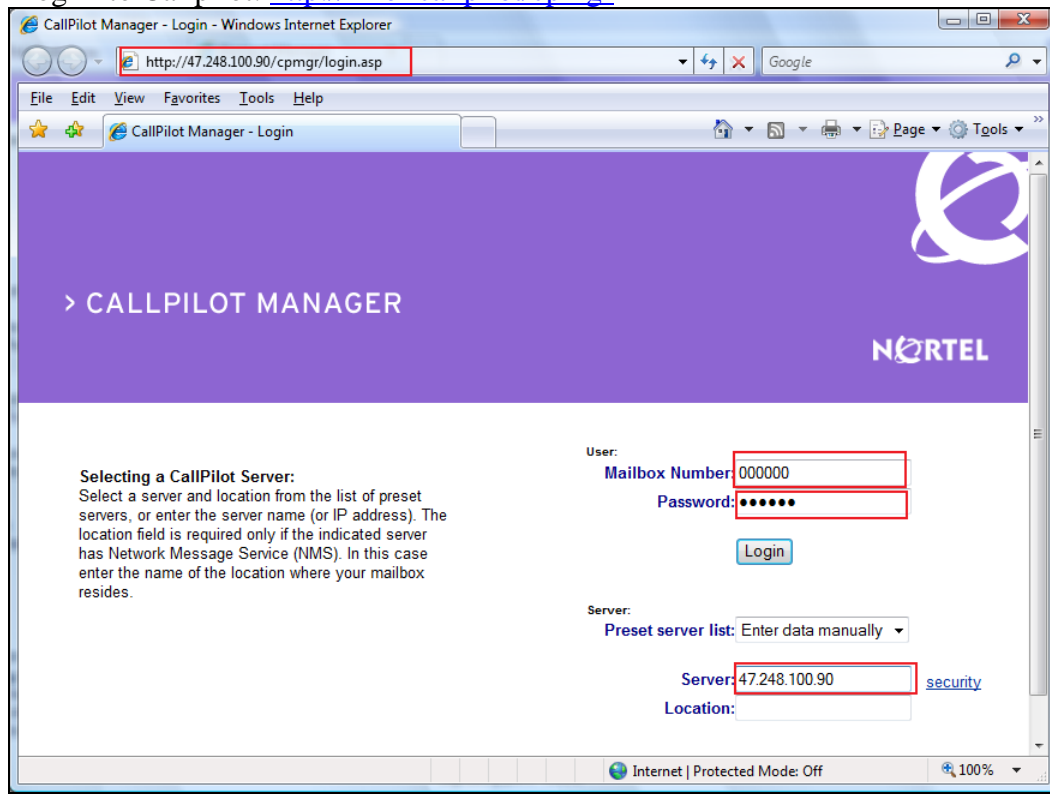 CallPilot Manager - Login - Windows Internet Explorer
http://47.248.100.90/cpmgr/login.asp
Google
File Edit View Favorites Tools Help
CallPilot Manager - Login
Page Tools
> CALLPILOT MANAGER
NORTEL
Selecting a CallPilot Server:
Select a server and location from the list of preset
servers, or enter the server name (or IP address). The
location field is required only if the indicated server
has Network Message Service (NMS). In this case
enter the name of the location where your mailbox
resides.
User:
Mailbox Number: 000000
Password: ●●●●●●
Login
Server:
Preset server list: Enter data manually
Server: 47.248.100.90 security
Location:
Internet | Protected Mode: Off 100%